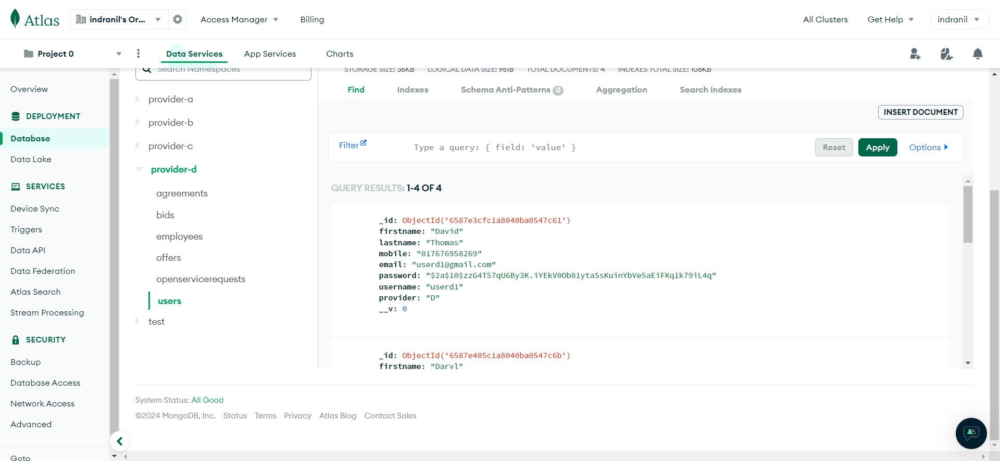 Atlas
indranil's Or...
Access Manager
Billing
All Clusters
Get Help
indranil
Project 0
Data Services
App Services
Charts
Overview
DEPLOYMENT
Database
Data Lake
SERVICES
Device Sync
Triggers
Data API
Data Federation
Atlas Search
Stream Processing
SECURITY
Backup
Database Access
Network Access
Advanced
Goto
Search Namespaces
provider-a
provider-b
provider-c
provider-d
agreements
bids
employees
offers
openservicerequests
users
test
STORAGE SIZE: 36KB LOGICAL DATA SIZE: 951B TOTAL DOCUMENTS: 4 INDEXES TOTAL SIZE: 108KB
Find
Indexes
Schema Anti-Patterns 0
Aggregation
Search Indexes
INSERT DOCUMENT
Filter
Type a query: { field: 'value' }
Reset
Apply
Options
QUERY RESULTS: 1-4 OF 4
_id: ObjectId('6587e3cfc1a8040ba0547c61')
firstname: "David"
lastname: "Thomas"
mobile: "017676958269"
email: "userd1@gmail.com"
password: "$2a$10$zzG4T57qU6By3K.iYEkV0Ob81ytaSsKuinYbVe5aEiFKq1k79iL4q"
username: "userd1"
provider: "D"
__v: 0
_id: ObjectId('6587e405c1a8040ba0547c6b')
firstname: "Daryl"
System Status: All Good
©2024 MongoDB, Inc. Status Terms Privacy Atlas Blog Contact Sales